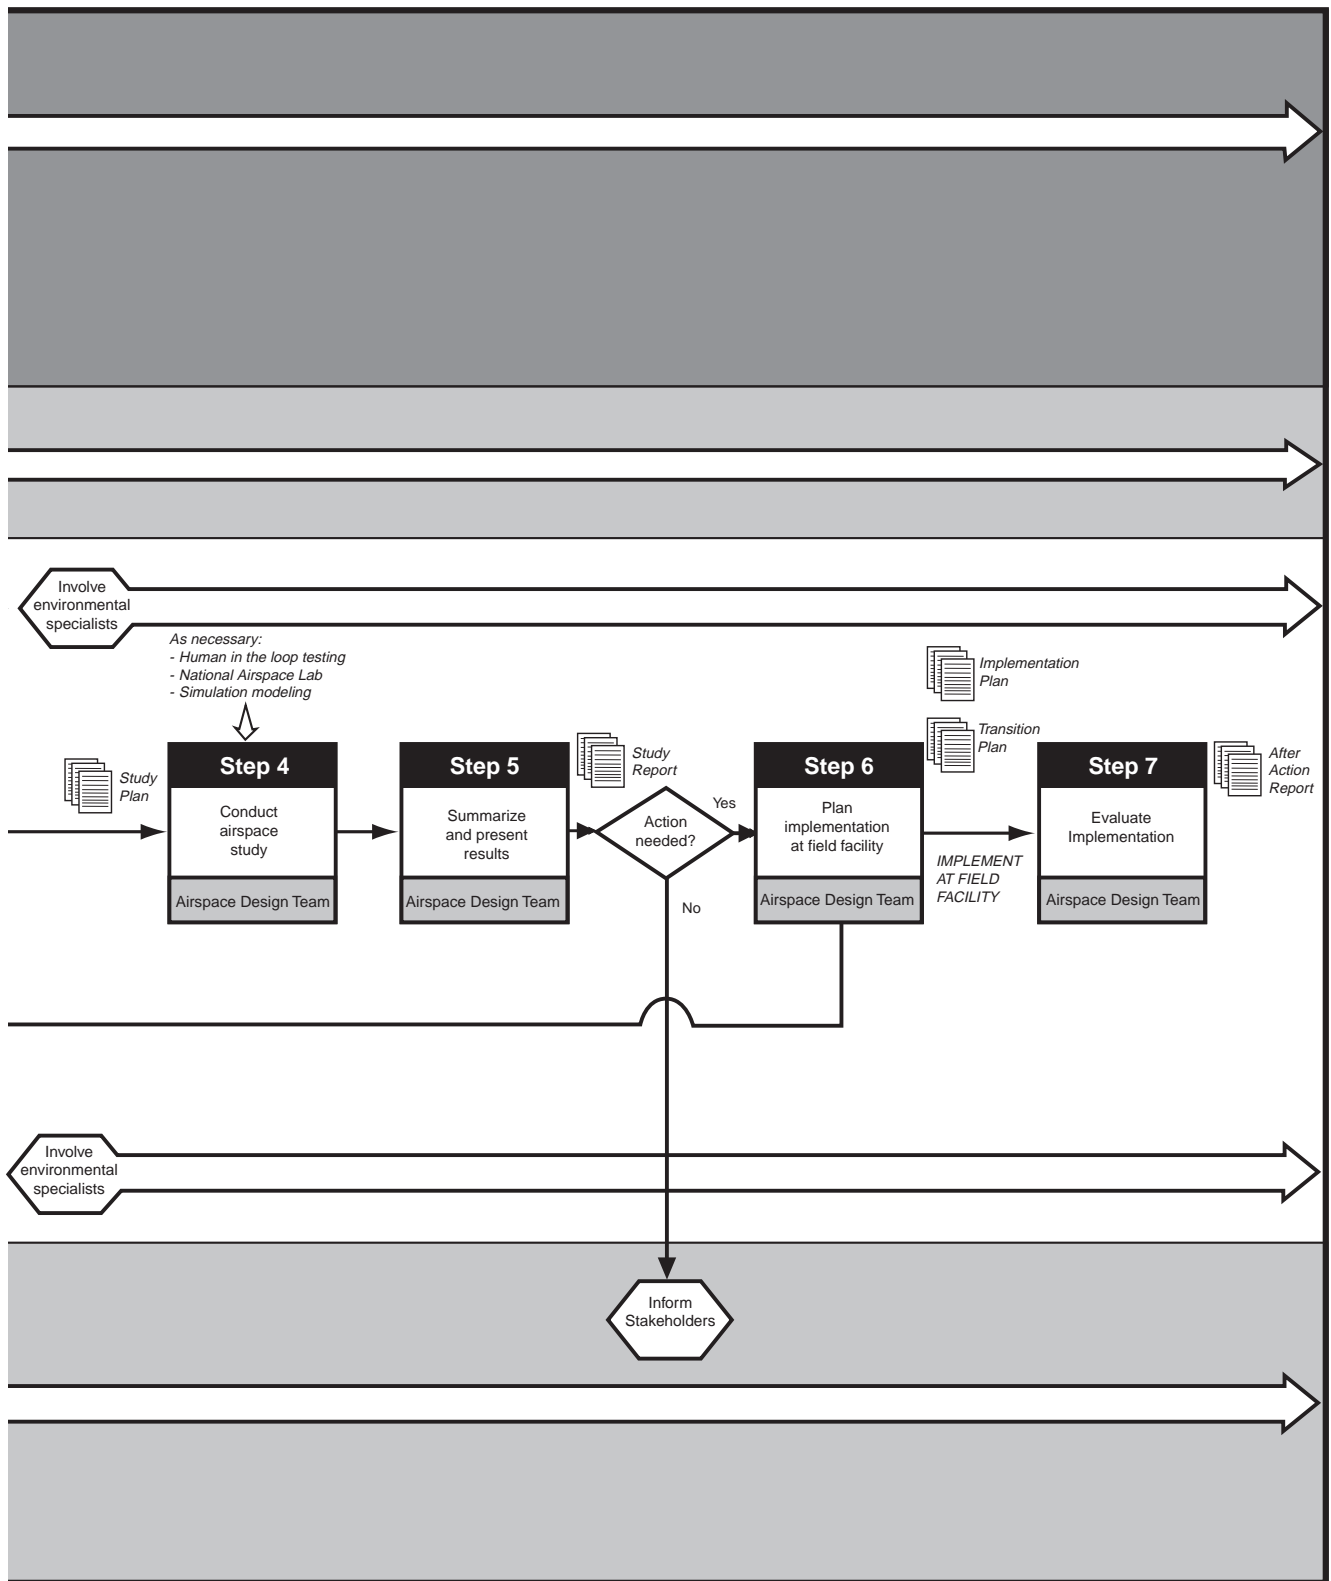 Involve
environmental
specialists
As necessary:
- Human in the loop testing
- National Airspace Lab
- Simulation modeling
Study
Plan
Step 4
Conduct
airspace
study
Airspace Design Team
Step 5
Summarize
and present
results
Airspace Design Team
Study
Report
Action
needed?
Yes
No
Step 6
Plan
implementation
at field facility
Airspace Design Team
Implementation
Plan
Transition
Plan
IMPLEMENT
AT FIELD
FACILITY
Step 7
Evaluate
Implementation
Airspace Design Team
After
Action
Report
Involve
environmental
specialists
Inform
Stakeholders